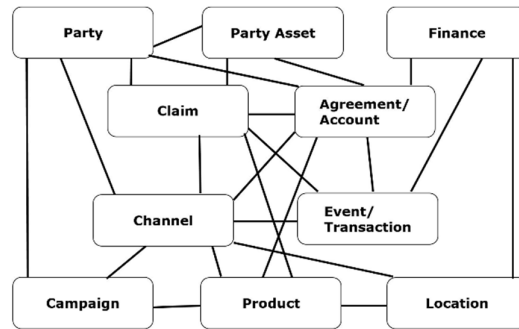 Party
Party Asset
Finance
Claim
Agreement/
Account
Channel
Event/
Transaction
Campaign
Product
Location